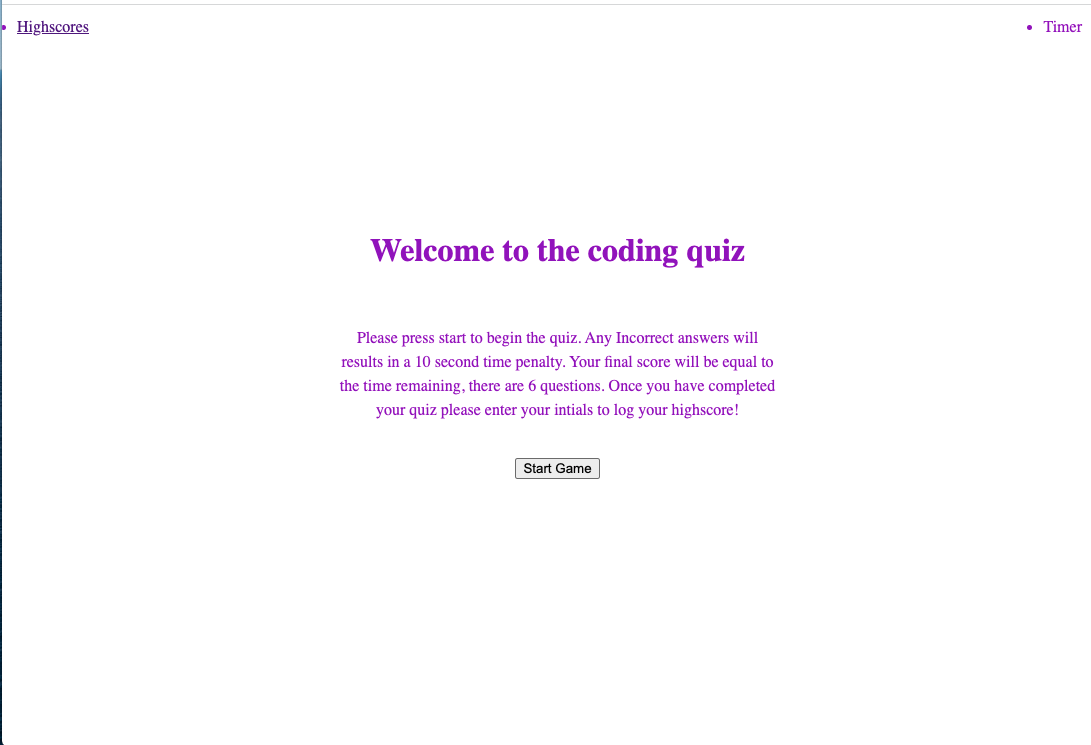 Highscores
Timer
Welcome to the coding quiz
Please press start to begin the quiz. Any Incorrect answers will
results in a 10 second time penalty. Your final score will be equal to
the time remaining, there are 6 questions. Once you have completed
your quiz please enter your intials to log your highscore!
Start Game